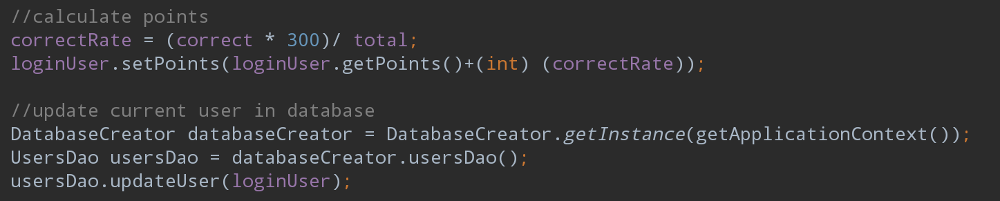 //calculate points
correctRate = (correct * 300)/ total;
loginUser.setPoints(loginUser.getPoints()+(int) (correctRate));
//update current user in database
DatabaseCreator databaseCreator = DatabaseCreator.getInstance(getApplicationContext());
UsersDao usersDao = databaseCreator.usersDao();
usersDao.updateUser(loginUser);